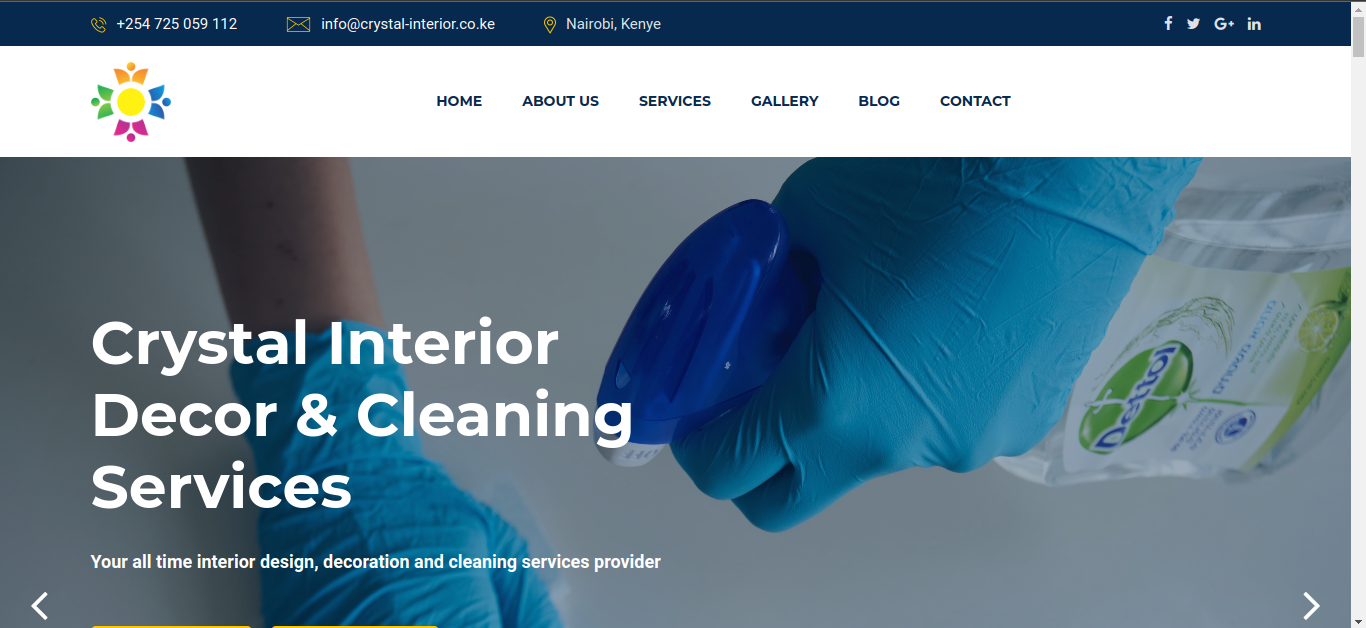 +254 725 059 112
info@crystal-interior.co.ke
Nairobi, Kenye
G+
HOME
ABOUT US
SERVICES
GALLERY
BLOG
CONTACT
Crystal Interior
Decor & Cleaning
Services
Dettol
Your all time interior design, decoration and cleaning services provider